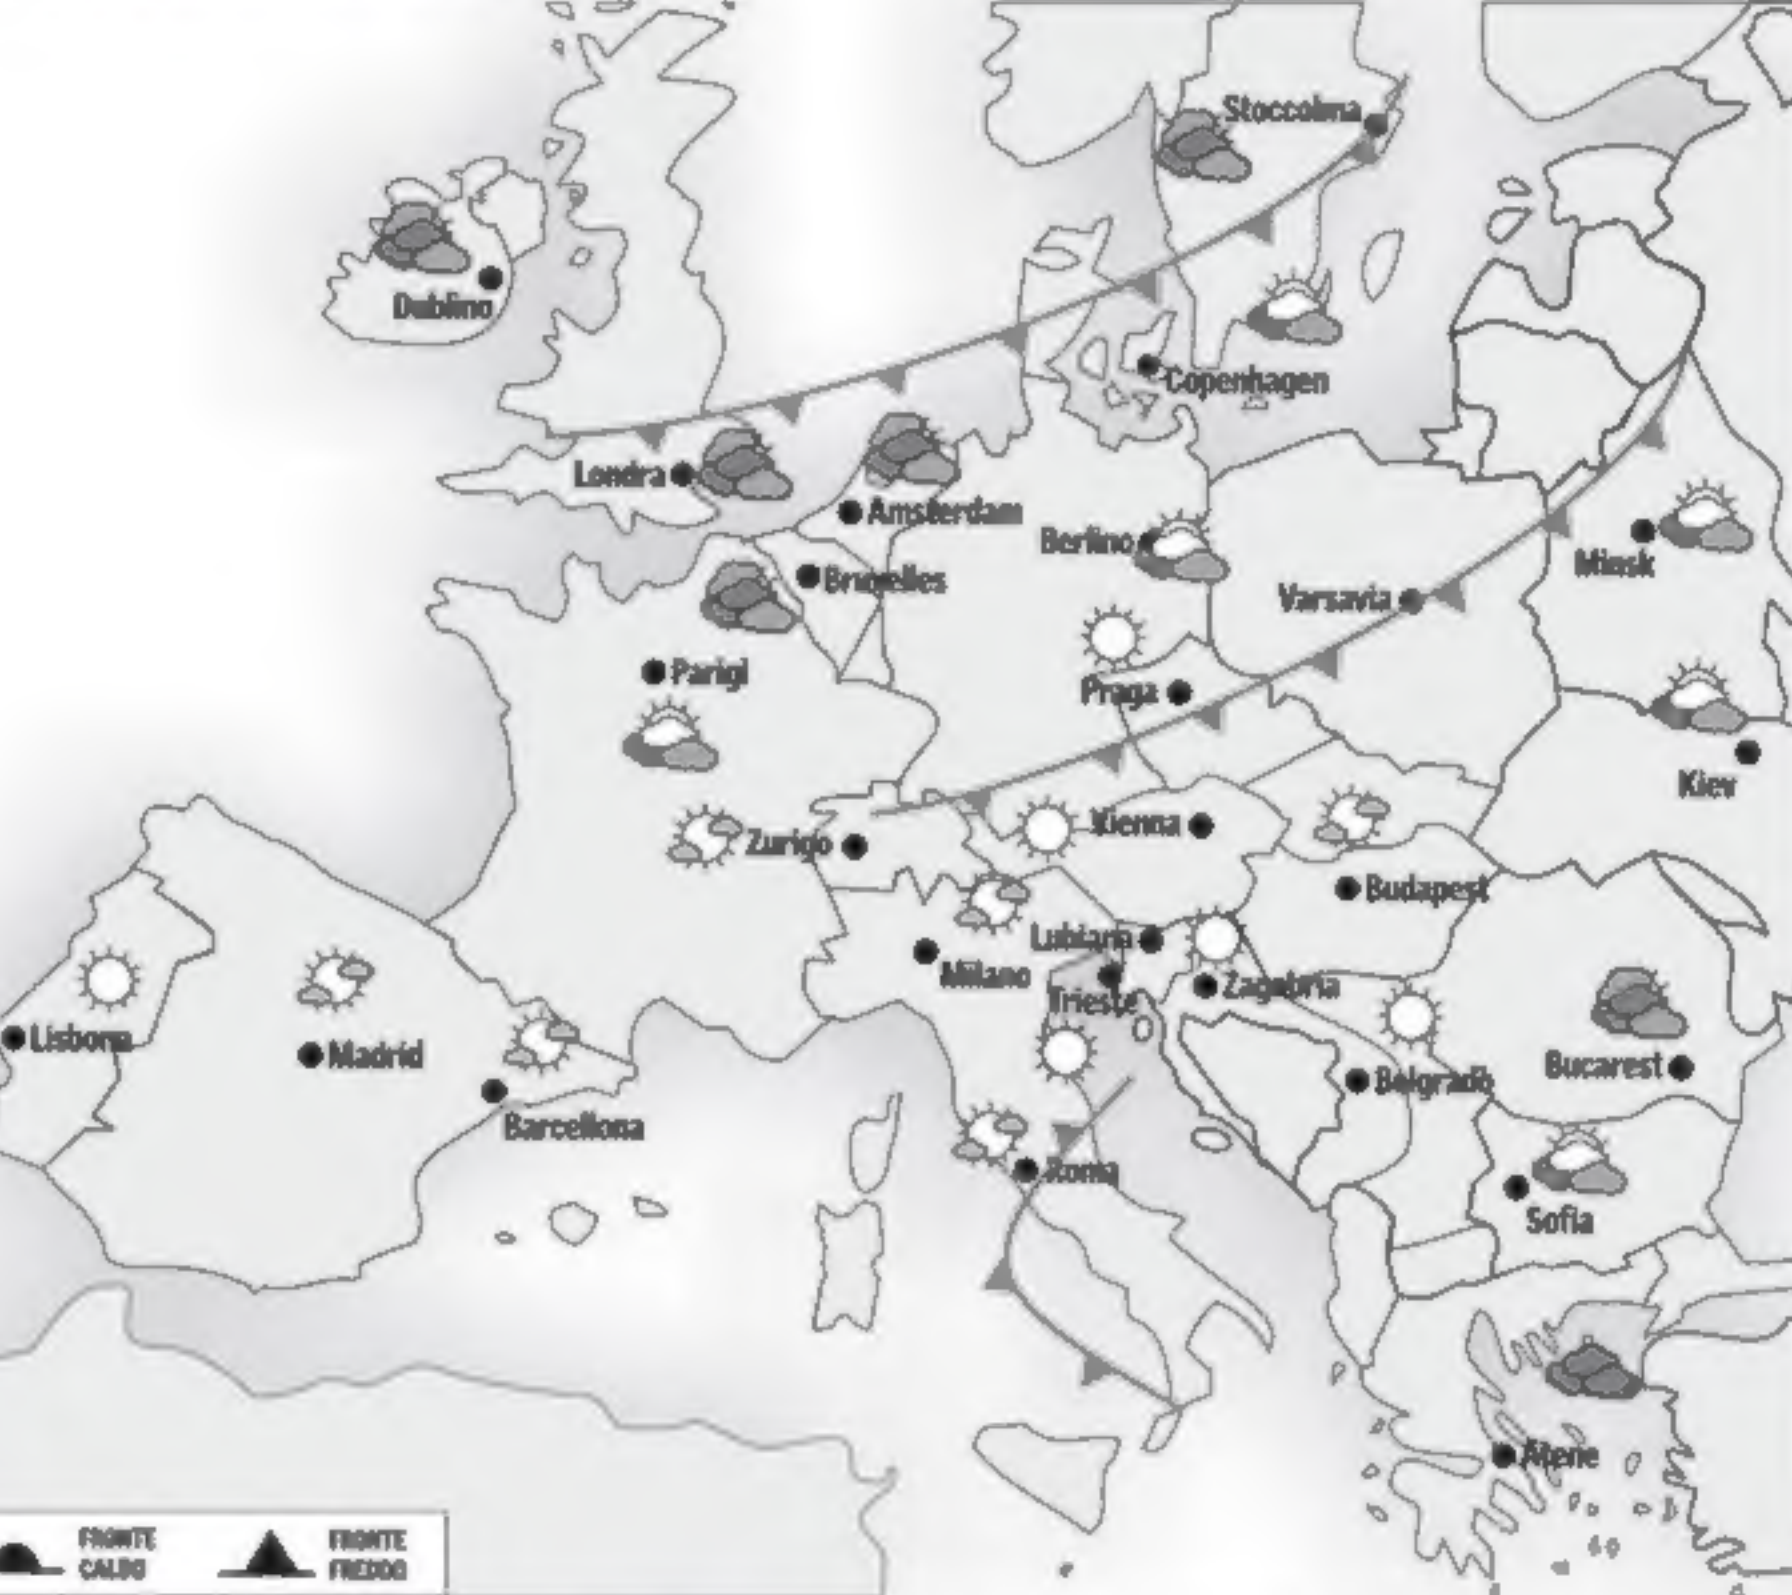 Stoccolma
Dublino
Copenhagen
Londra
Amsterdam
Berlino
Minsk
Bruxelles
Varsavia
Parigi
Praga
Kiev
Vienna
Zurigo
Budapest
Lubiana
Milano
Zagabria
Trieste
Lisbona
Madrid
Bucarest
Belgrado
Barcellona
Roma
Sofia
Atene
FRONTE
CALDO
FRONTE
FREDDO